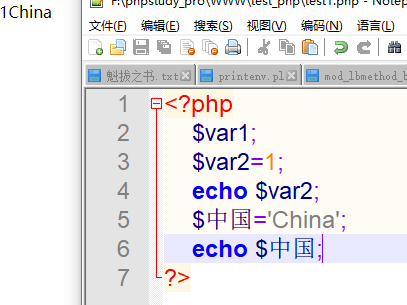 1China
F:\phpstudy_pro\WWW\test_php\test1.php - Notep
文件(F) 编辑(E) 搜索(S) 视图(V) 编码(N) 语言(L)
魁拔之书.txt printenv.pl mod_lbmethod_b
1 <?php
2 $var1;
3 $var2=1;
4 echo $var2;
5 $中国='China';
6 echo $中国;
7 ?>